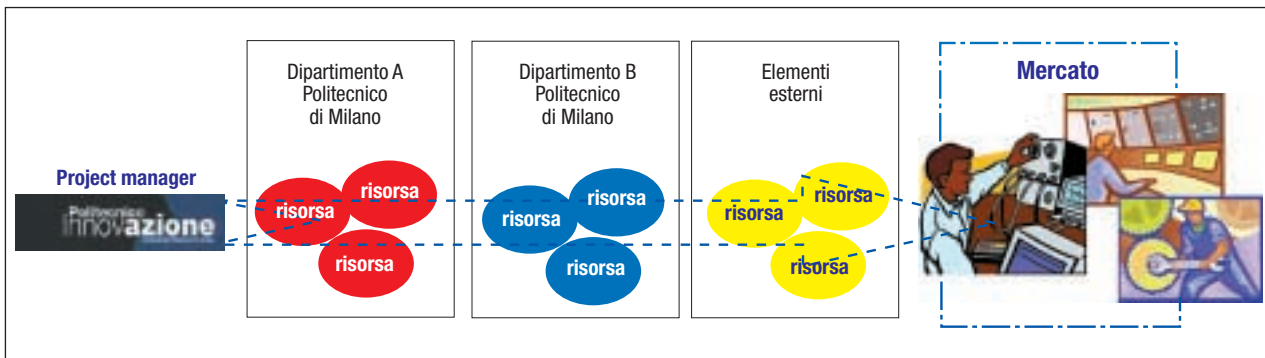 Dipartimento A
Politecnico
di Milano
Dipartimento B
Politecnico
di Milano
Elementi
esterni
Mercato
Project manager
Politecnico
innovazione
risorsa
risorsa
risorsa
risorsa
risorsa
risorsa
risorsa
risorsa
risorsa